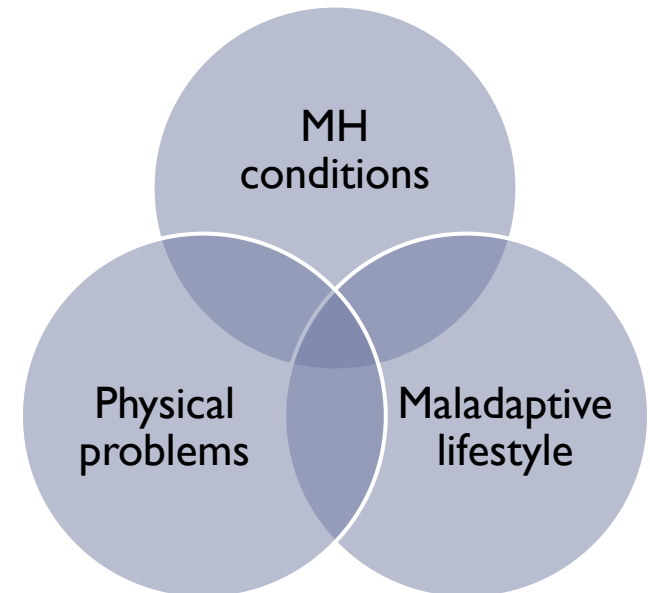 MH
conditions
Physical
problems
Maladaptive
lifestyle